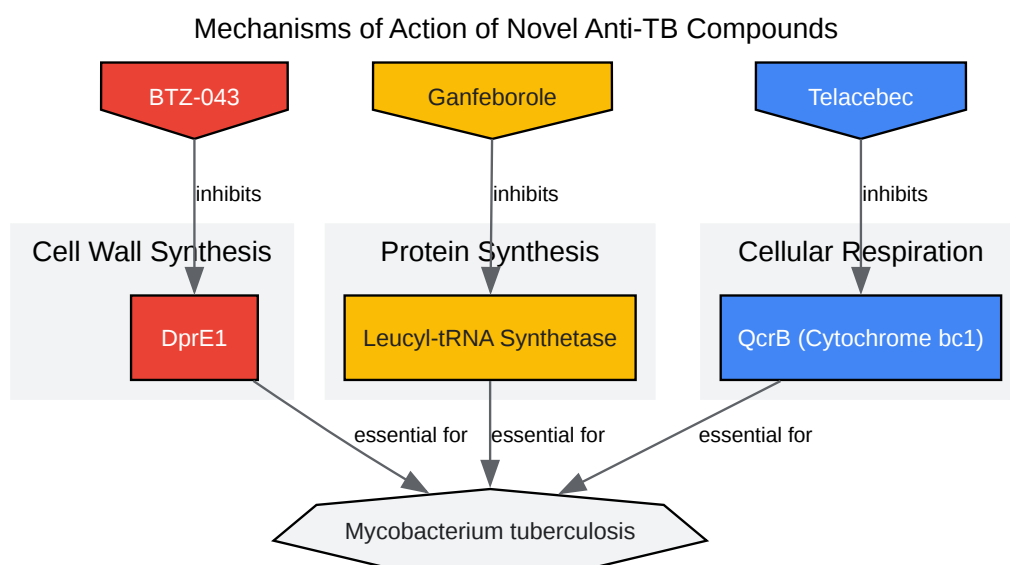 Mechanisms of Action of Novel Anti-TB Compounds
BTZ-043
Ganfeborole
Telacebec
inhibits
inhibits
inhibits
Cell Wall Synthesis
Protein Synthesis
Cellular Respiration
DprE1
Leucyl-tRNA Synthetase
QcrB (Cytochrome bc1)
essential for
essential for
essential for
Mycobacterium tuberculosis